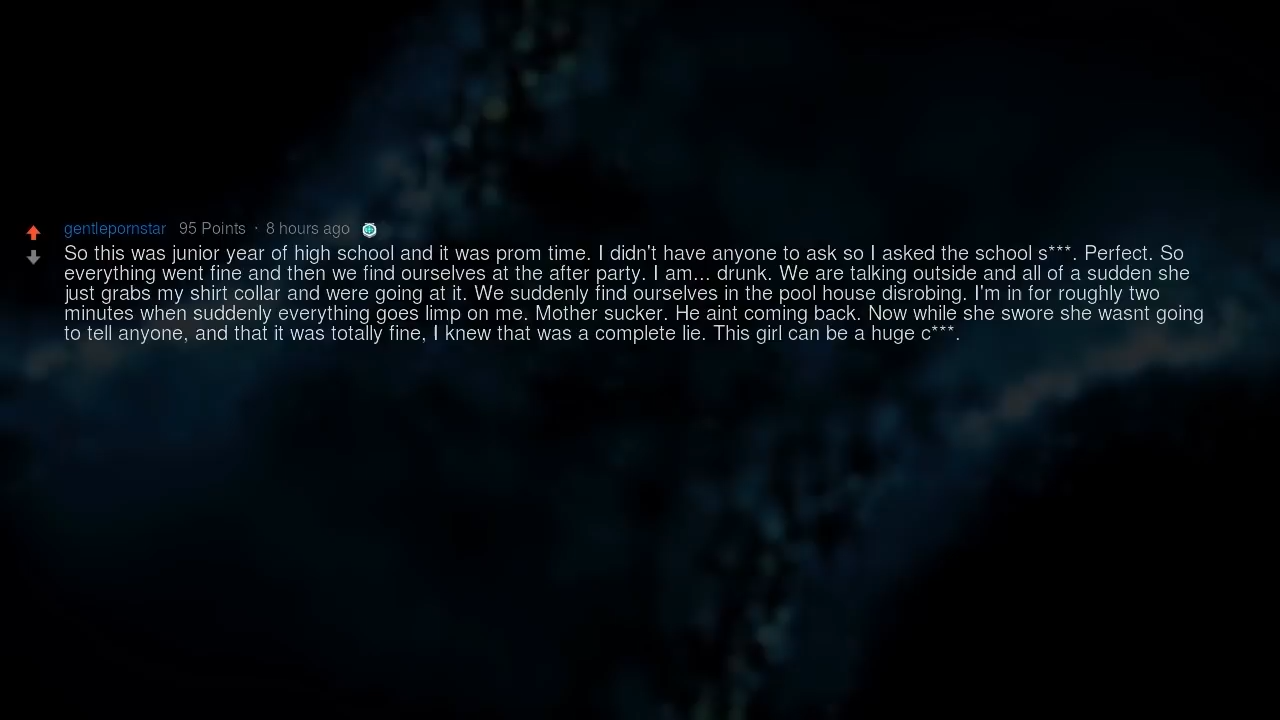 gentlepornstar 95 Points · 8 hours ago
So this was junior year of high school and it was prom time. I didn't have anyone to ask so I asked the school s***. Perfect. So
everything went fine and then we find ourselves at the after party. I am... drunk. We are talking outside and all of a sudden she
just grabs my shirt collar and were going at it. We suddenly find ourselves in the pool house disrobing. I'm in for roughly two
minutes when suddenly everything goes limp on me. Mother sucker. He aint coming back. Now while she swore she wasnt going
to tell anyone, and that it was totally fine, I knew that was a complete lie. This girl can be a huge c***.